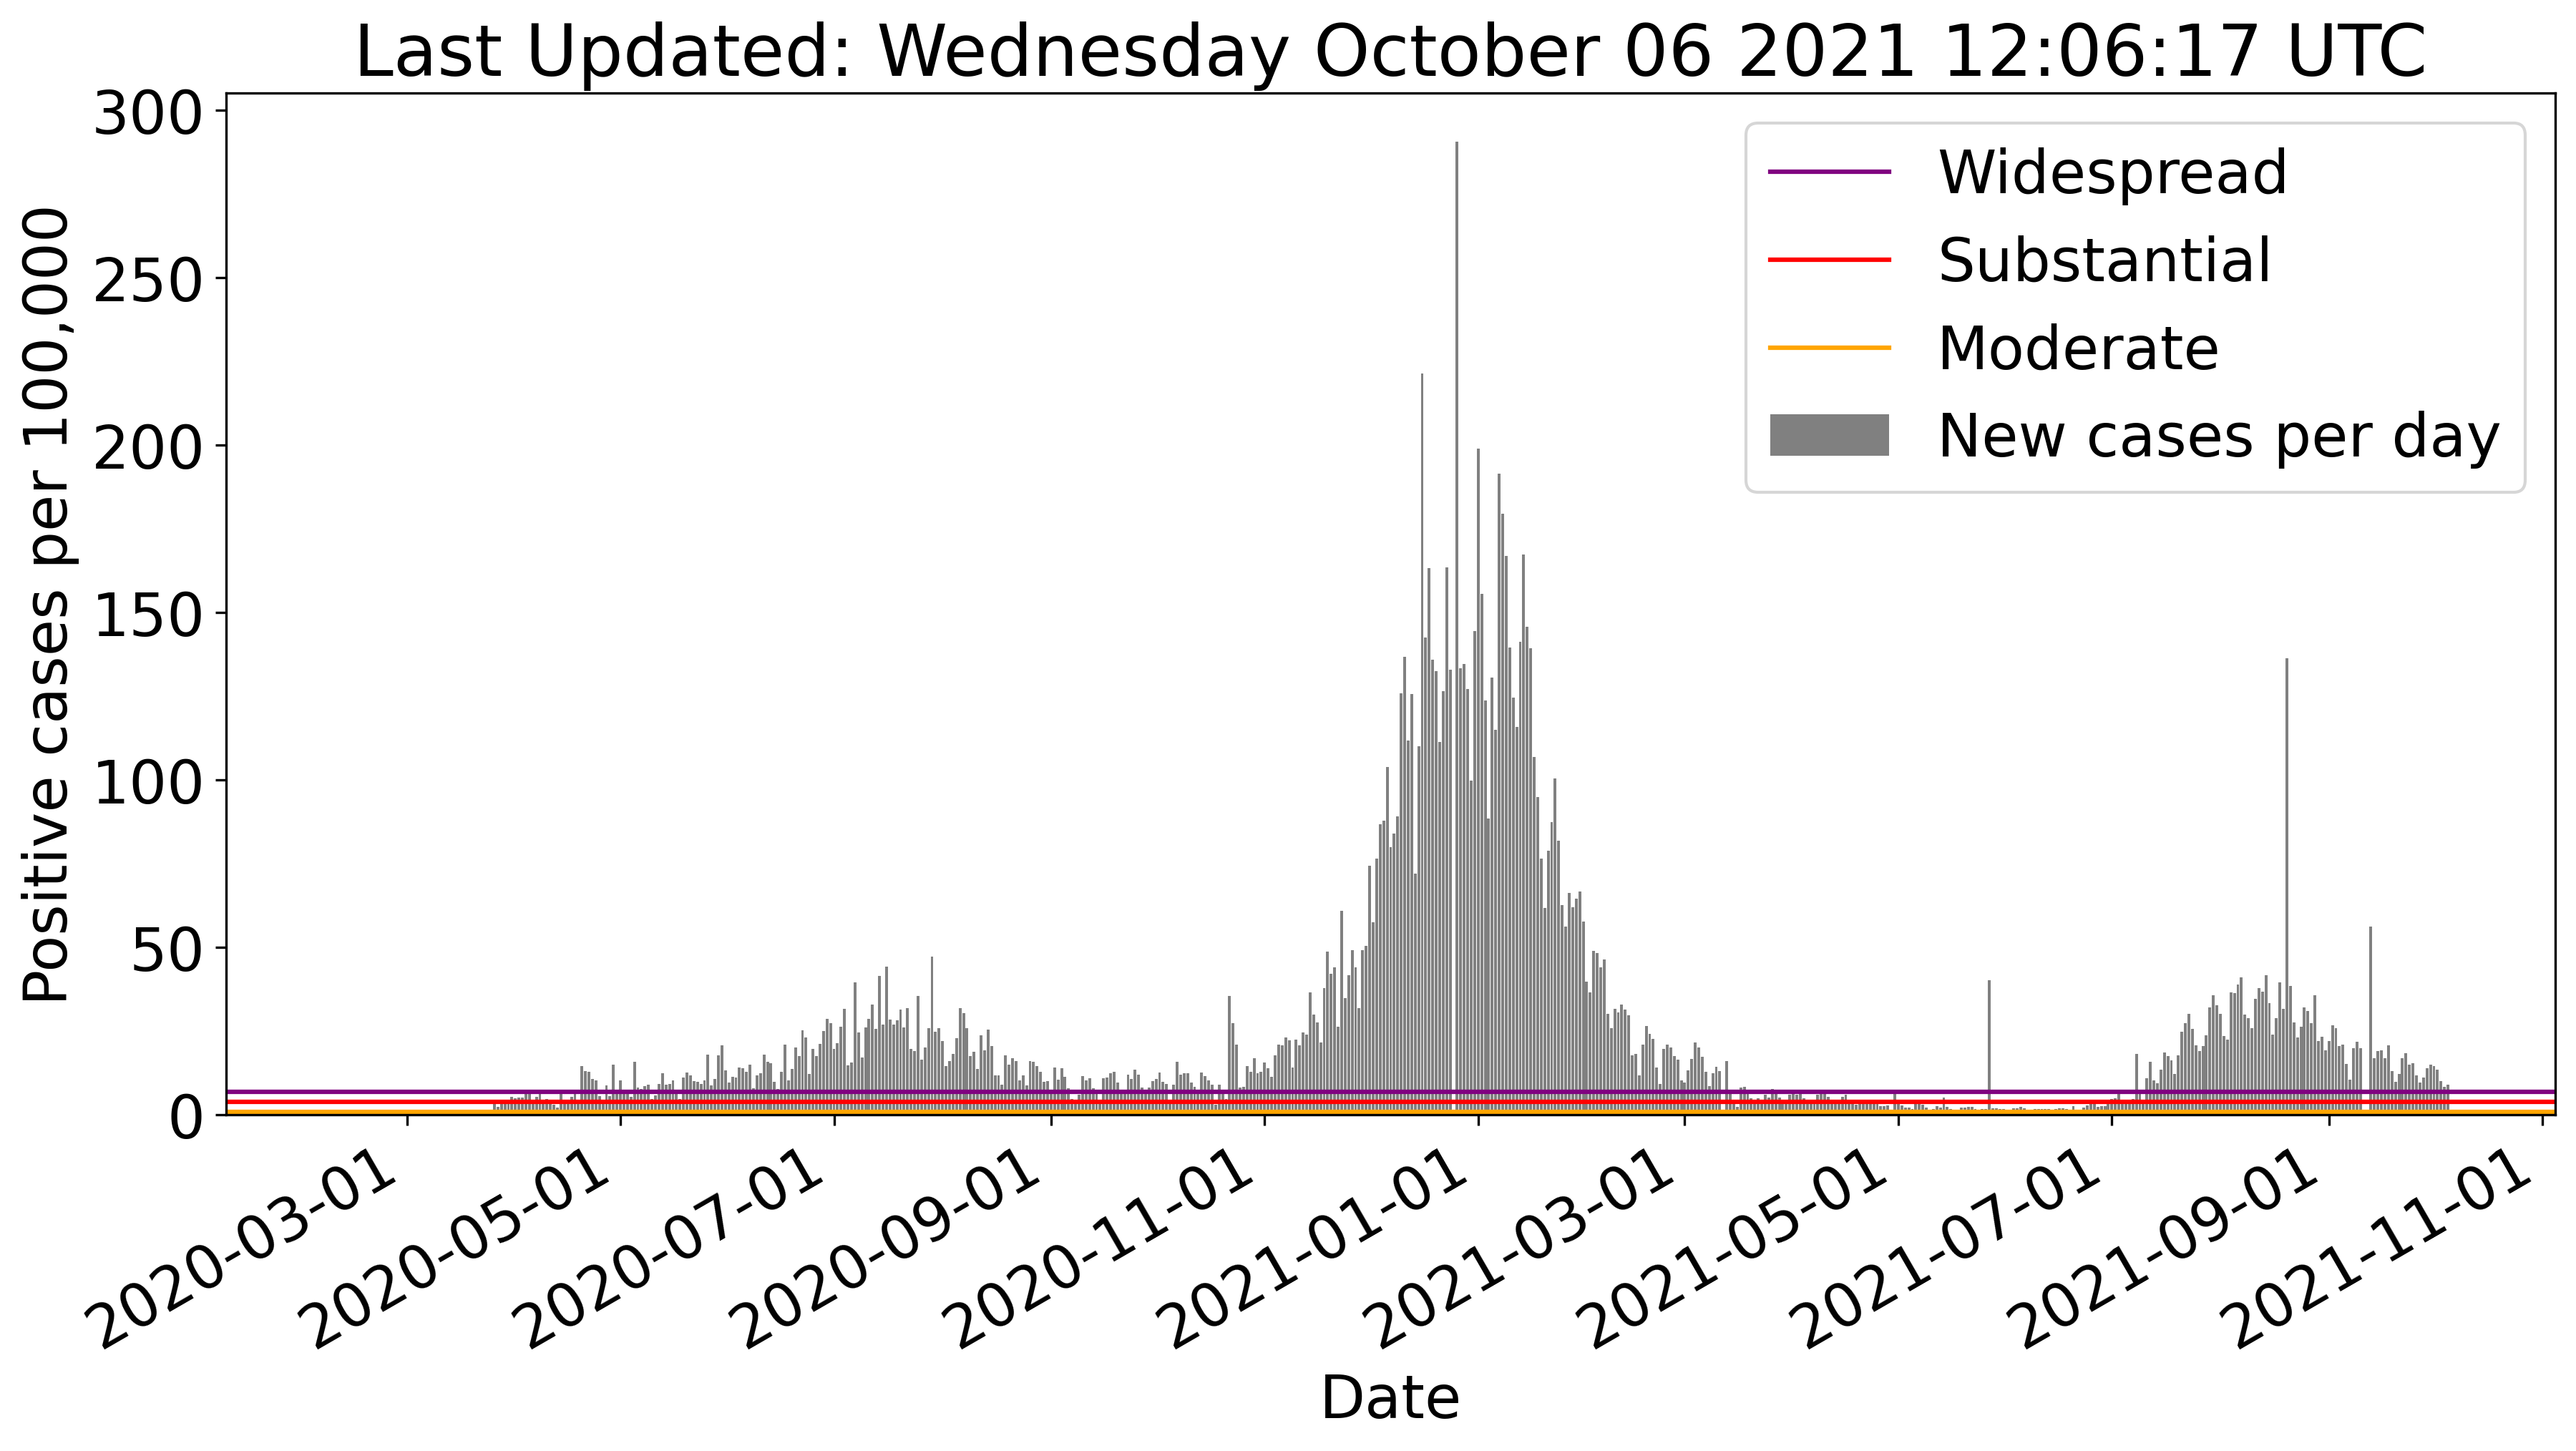 Last Updated: Wednesday October 06 2021 12:06:17 UTC
Positive cases per 100,000
300
250
200
150
100
50
0
Widespread
Substantial
Moderate
New cases per day
2020-03-01
2020-05-01
2020-07-01
2020-09-01
2020-11-01
2021-01-01
2021-03-01
2021-05-01
2021-07-01
2021-09-01
2021-11-01
Date